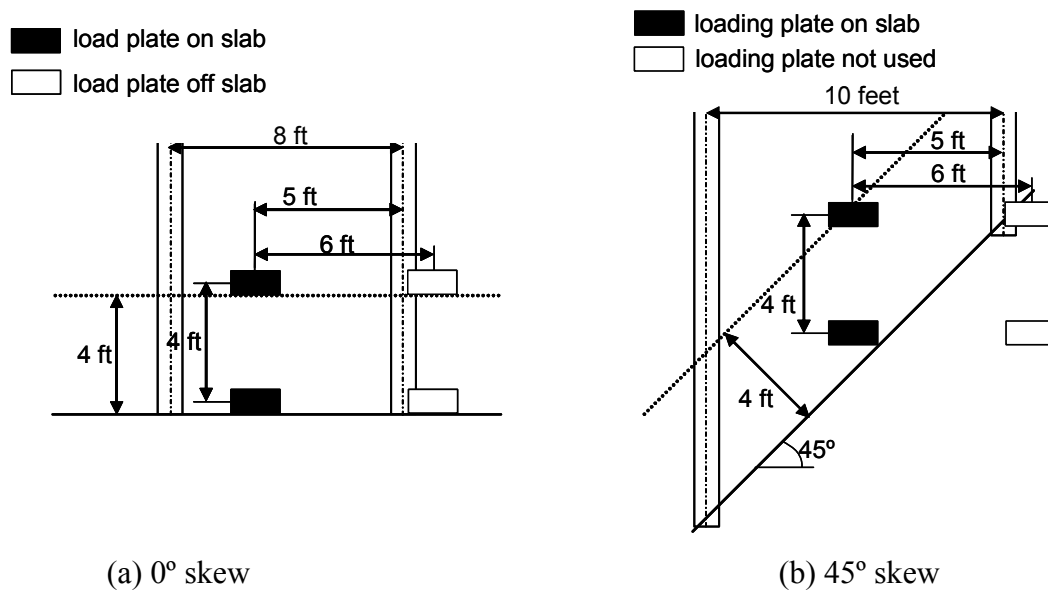 load plate on slab
load plate off slab
8 ft
5 ft
6 ft
4 ft
4 ft
(a) 0º skew
loading plate on slab
loading plate not used
10 feet
5 ft
6 ft
4 ft
4 ft
45º
(b) 45º skew